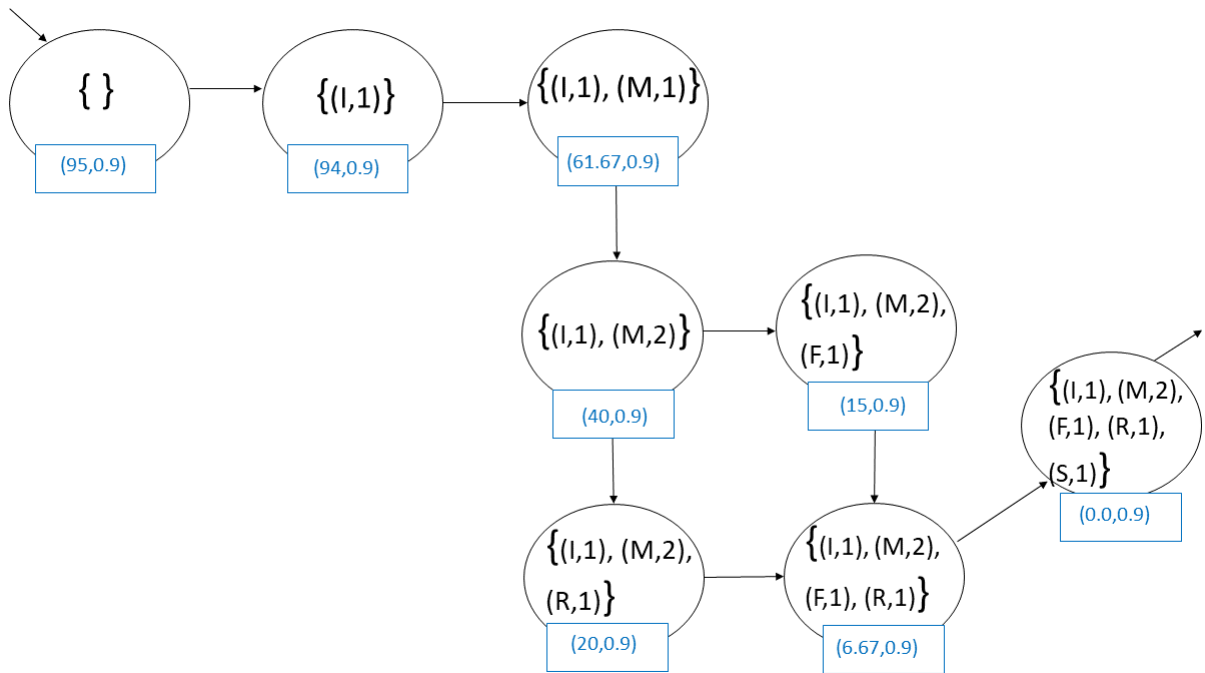 { }
(95,0.9)
{(I,1)}
(94,0.9)
{(I,1), (M,1)}
(61.67,0.9)
{(I,1), (M,2)}
(40,0.9)
{(I,1), (M,2),
(F,1)}
(15,0.9)
{(I,1), (M,2),
(F,1), (R,1),
(S,1)}
(0.0,0.9)
{(I,1), (M,2),
(R,1)}
(20,0.9)
{(I,1), (M,2),
(F,1), (R,1)}
(6.67,0.9)